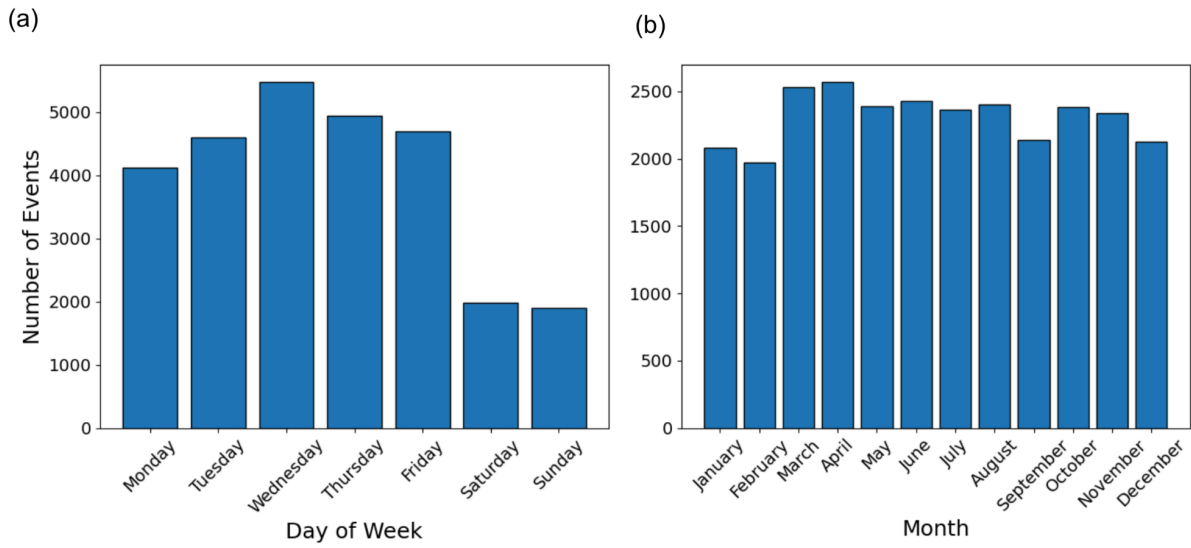 (a)
Number of Events
5000
4000
3000
2000
1000
0
Monday
Tuesday
Wednesday
Thursday
Friday
Saturday
Sunday
Day of Week
(b)
2500
2000
1500
1000
500
0
January
February
March
April
May
June
July
August
September
October
November
December
Month